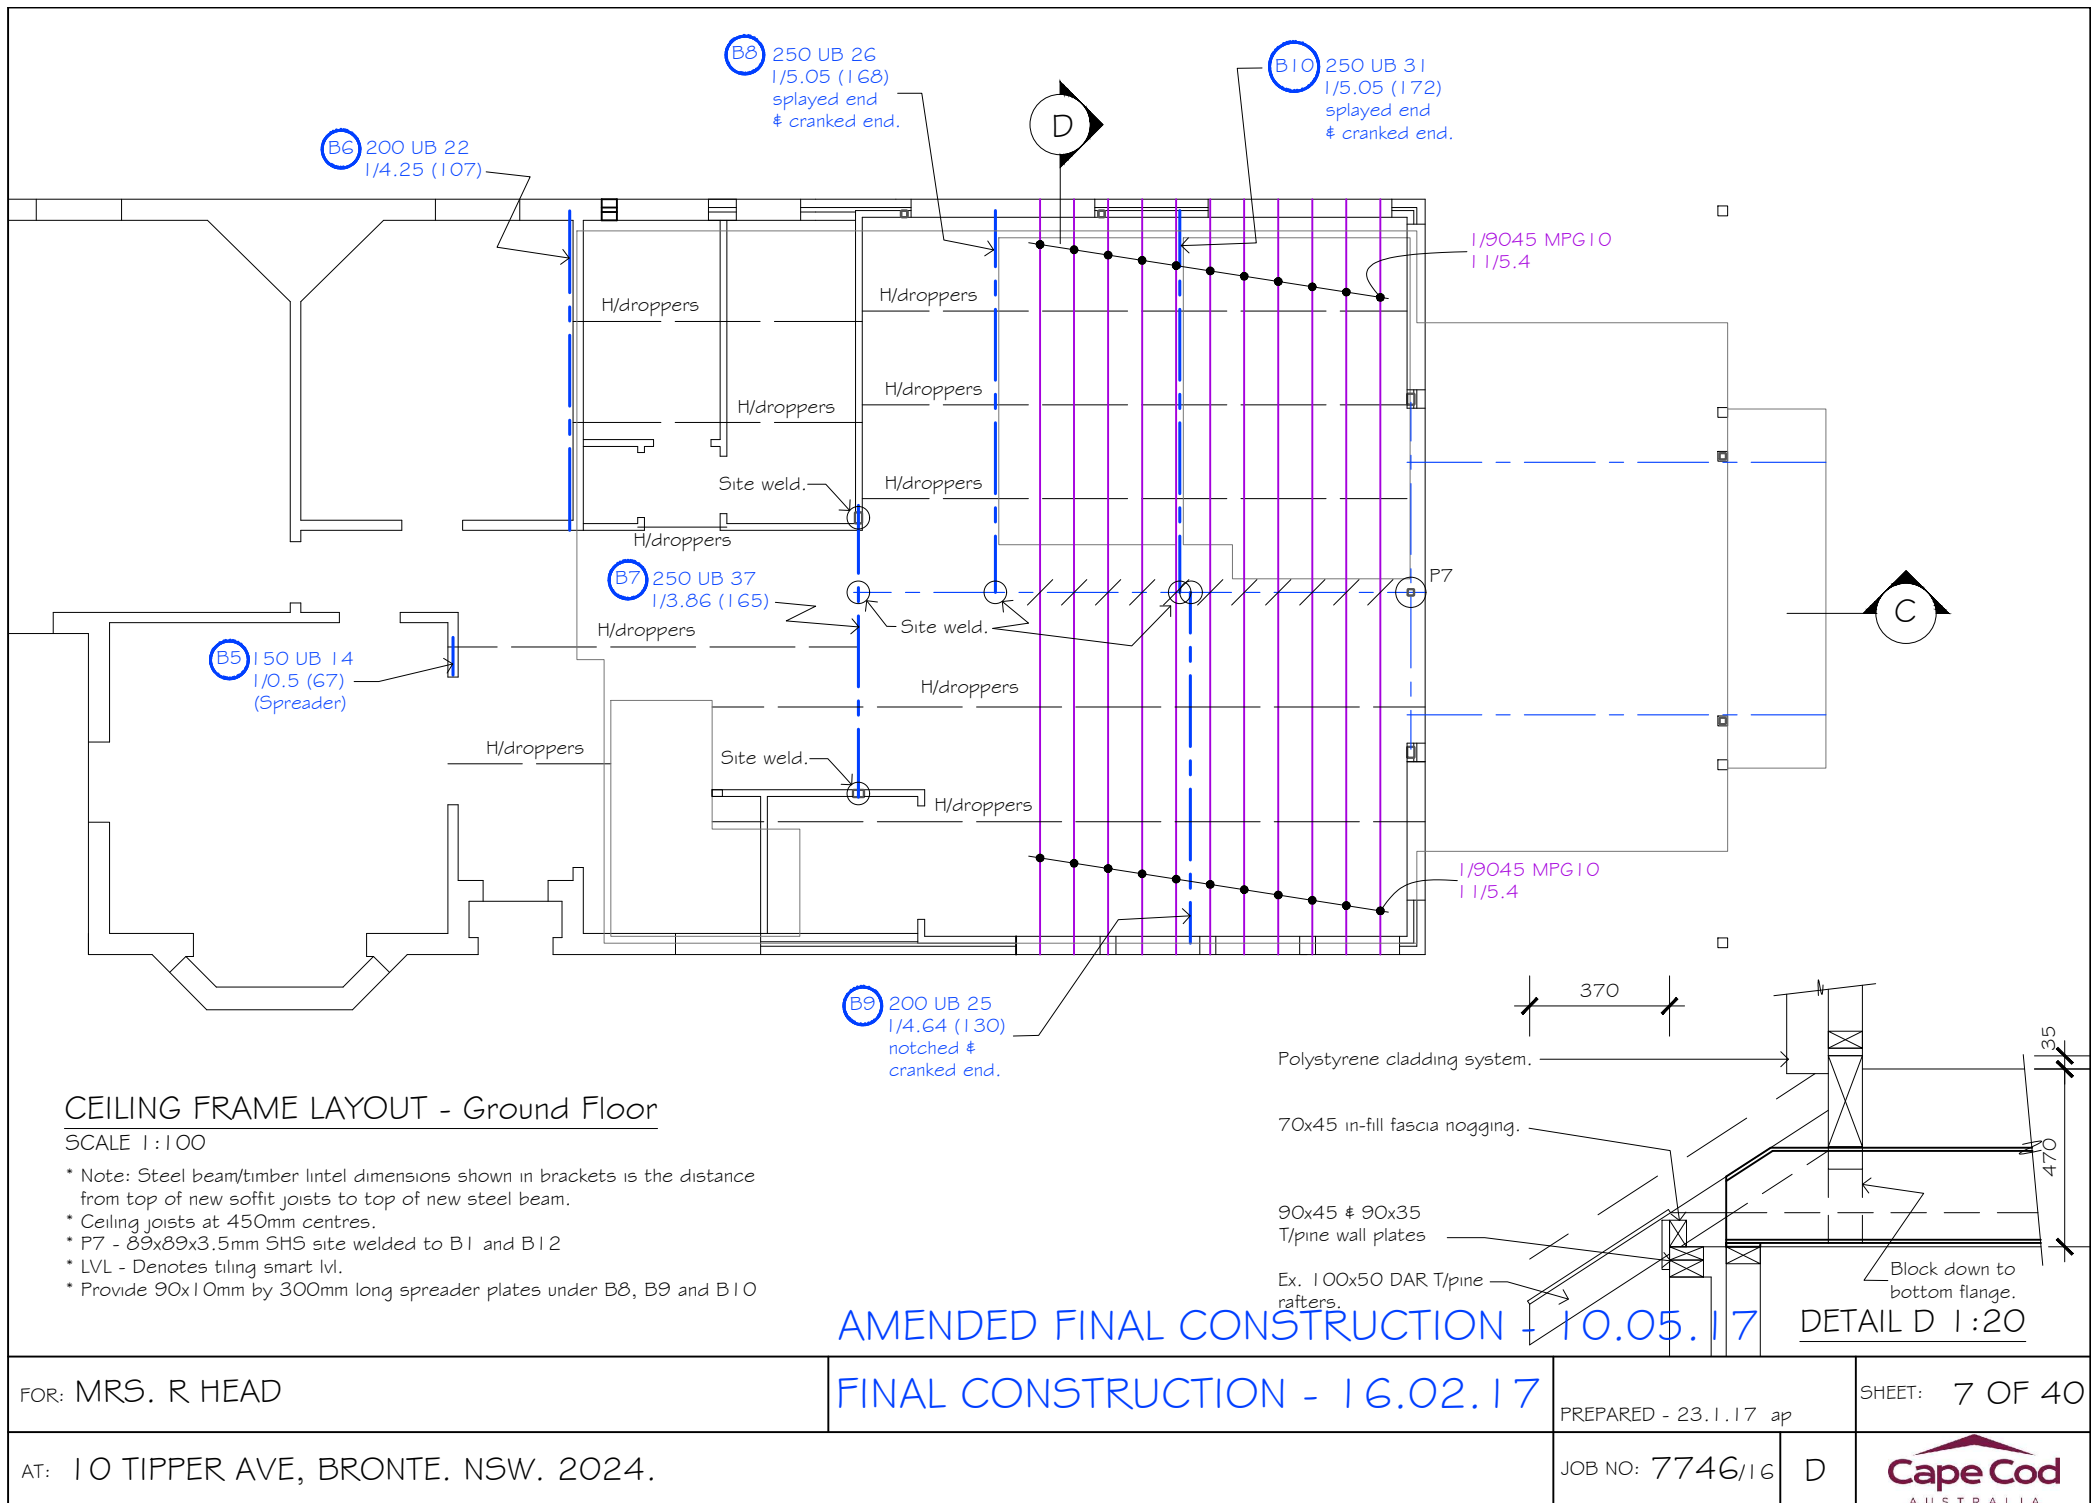 B8 250 UB 26
1/5.05 (168)
splayed end
& cranked end.
D
B10 250 UB 31
1/5.05 (172)
splayed end
& cranked end.
B6 200 UB 22
1/4.25 (107)
1/9045 MPG10
11/5.4
H/droppers
H/droppers
H/droppers
H/droppers
Site weld.
H/droppers
H/droppers
B7 250 UB 37
1/3.86 (165)
P7
C
Site weld.
H/droppers
B5 150 UB 14
1/0.5 (67)
(Spreader)
H/droppers
H/droppers
Site weld.
H/droppers
1/9045 MPG10
11/5.4
B9 200 UB 25
1/4.64 (130)
notched &
cranked end.
370
35
470
Polystyrene cladding system.
70x45 in-fill fascia nogging.
90x45 & 90x35
T/pine wall plates
Ex. 100x50 DAR T/pine
rafters.
Block down to
bottom flange.
DETAIL D 1:20
CEILING FRAME LAYOUT - Ground Floor
SCALE 1:100
* Note: Steel beam/timber lintel dimensions shown in brackets is the distance
from top of new soffit joists to top of new steel beam.
* Ceiling joists at 450mm centres.
* P7 - 89x89x3.5mm SHS site welded to B1 and B12
* LVL - Denotes tiling smart lvl.
* Provide 90x10mm by 300mm long spreader plates under B8, B9 and B10
AMENDED FINAL CONSTRUCTION - 10.05.17
FOR: MRS. R HEAD
FINAL CONSTRUCTION - 16.02.17
PREPARED - 23.1.17 ap
SHEET: 7 OF 40
AT: 10 TIPPER AVE, BRONTE. NSW. 2024.
JOB NO: 7746/16
D
Cape Cod
AUSTRALIA